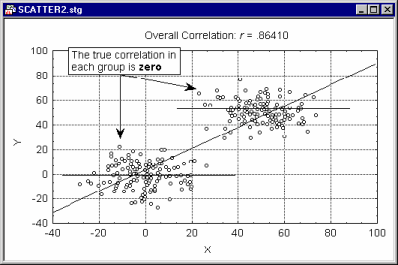 SCATTER2.stg
Overall Correlation: r = .86410
The true correlation in
each group is zero
100
80
60
40
20
0
-20
-40
Y
-40 -20 0 20 40 60 80 100
X